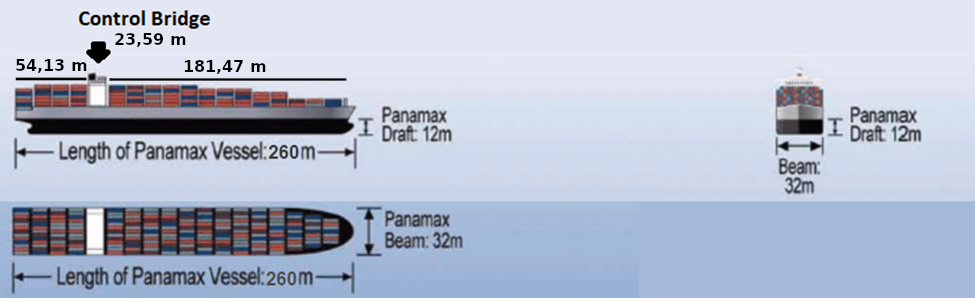 Control Bridge
23,59 m
54,13 m
181,47 m
Panamax
Draft: 12m
Length of Panamax Vessel:260m
Panamax
Draft: 12m
Beam:
32m
Panamax
Beam: 32m
Length of Panamax Vessel:260m